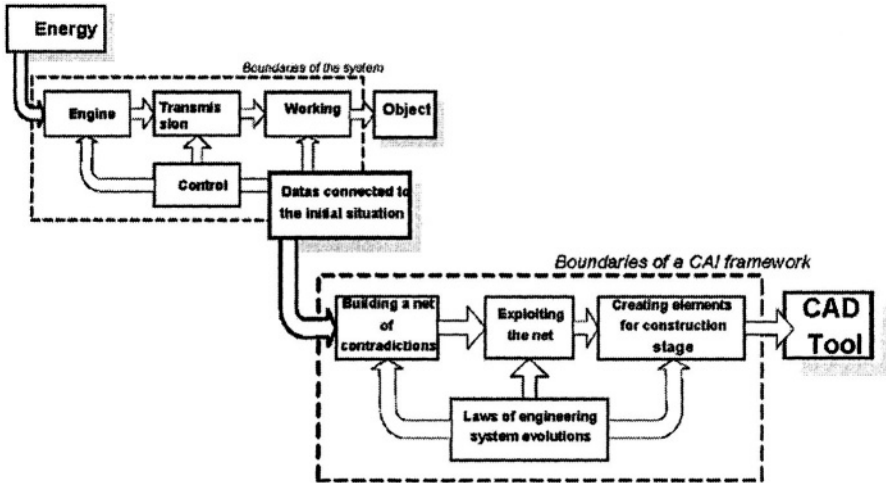 Energy
Boundaries of the system
Engine
Transmis
sion
Working
Object
Control
Datas connected to
the initial situation
Boundaries of a CAI framework
Building a net
of
contradictions
Exploiting
the net
Creating elements
for construction
stage
CAD
Tool
Laws of engineering
system evolutions